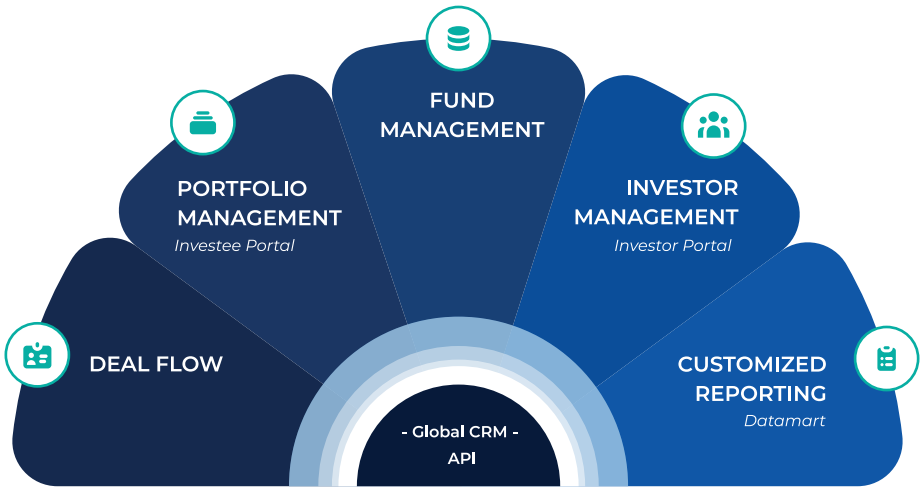 DEAL FLOW
PORTFOLIO
MANAGEMENT
Investee Portal
FUND
MANAGEMENT
INVESTOR
MANAGEMENT
Investor Portal
CUSTOMIZED
REPORTING
Datamart
- Global CRM -
API